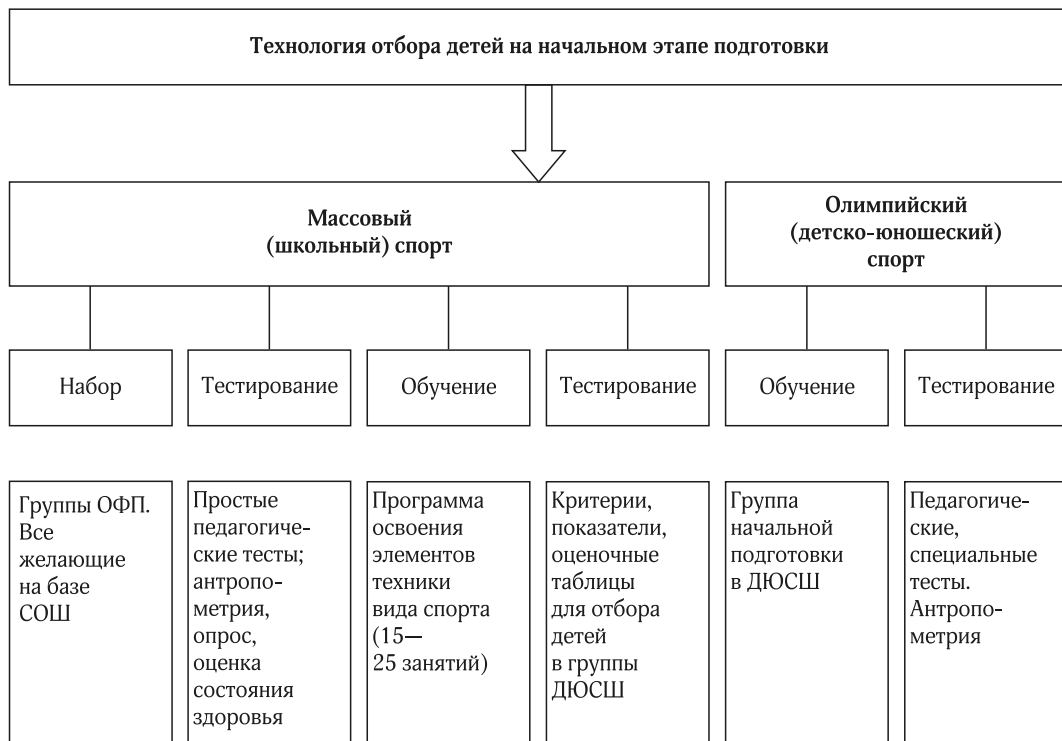 Технология отбора детей на начальном этапе подготовки
Массовый
(школьный) спорт
Олимпийский
(детско-юношеский)
спорт
Набор
Тестирование
Обучение
Тестирование
Обучение
Тестирование
Группы ОФП.
Все
желающие
на базе
СОШ
Простые
педагогиче-
ские тесты;
антропо-
метрия,
опрос,
оценка
состояния
здоровья
Программа
освоения
элементов
техники
вида спорта
(15—
25 занятий)
Критерии,
показатели,
оценочные
таблицы
для отбора
детей
в группы
ДЮСШ
Группа
начальной
подготовки
в ДЮСШ
Педагогиче-
ские,
специальные
тесты.
Антропо-
метрия